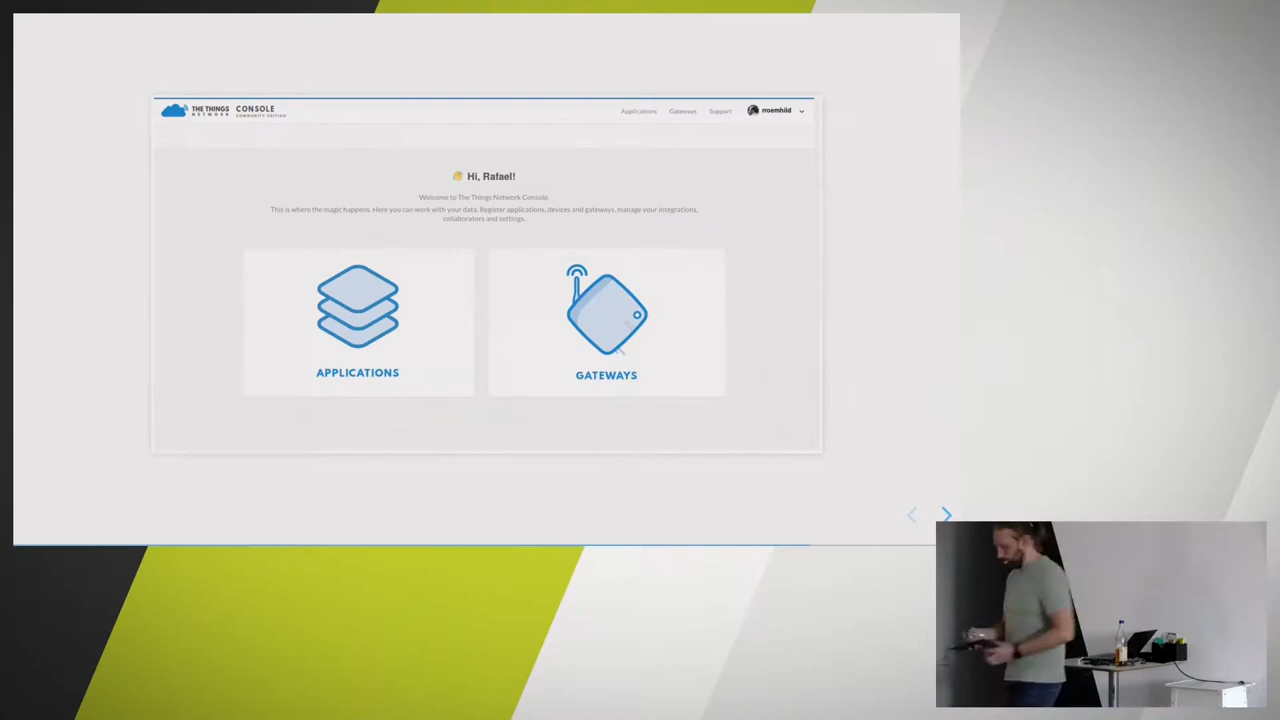 THE THINGS
NETWORK
CONSOLE
COMMUNITY EDITION
Applications
Gateways
Support
rroemhild
👋 Hi, Rafael!
Welcome to The Things Network Console.
This is where the magic happens. Here you can work with your data. Register applications, devices and gateways, manage your integrations,
collaborators and settings.
APPLICATIONS
GATEWAYS